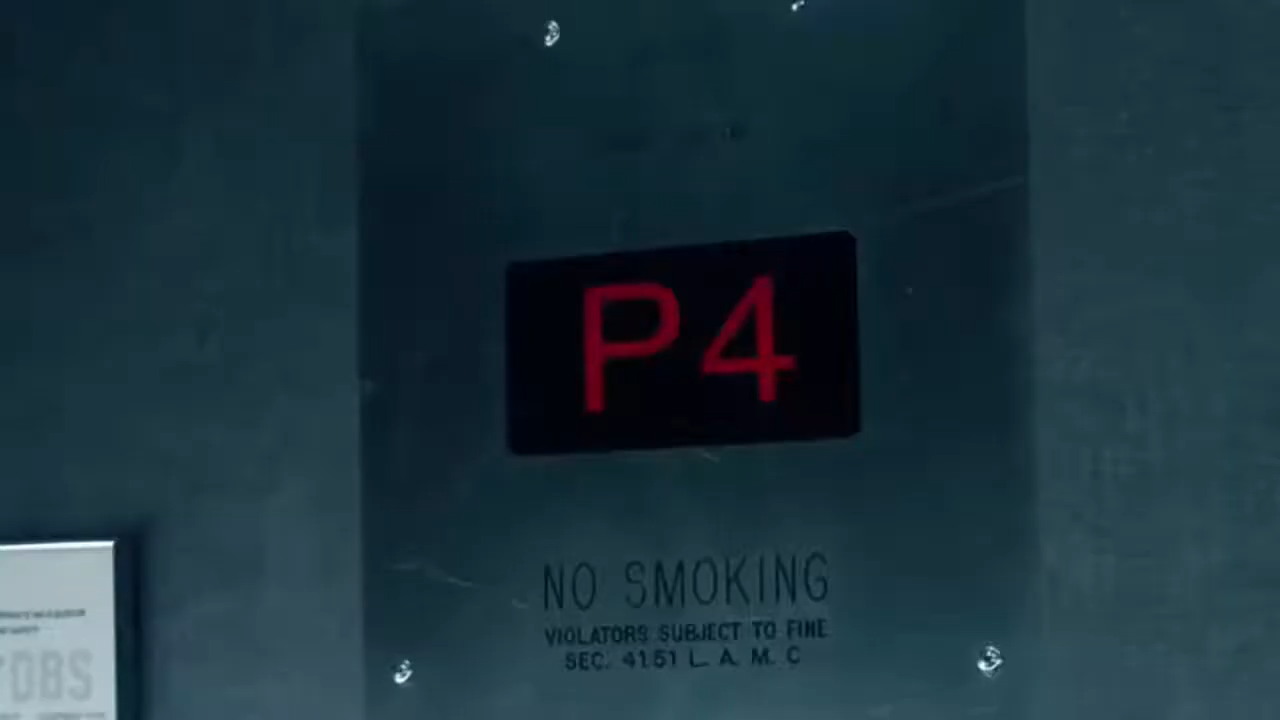 P4
NO SMOKING
VIOLATORS SUBJECT TO FINE
SEC. 4151 L. A. M. C